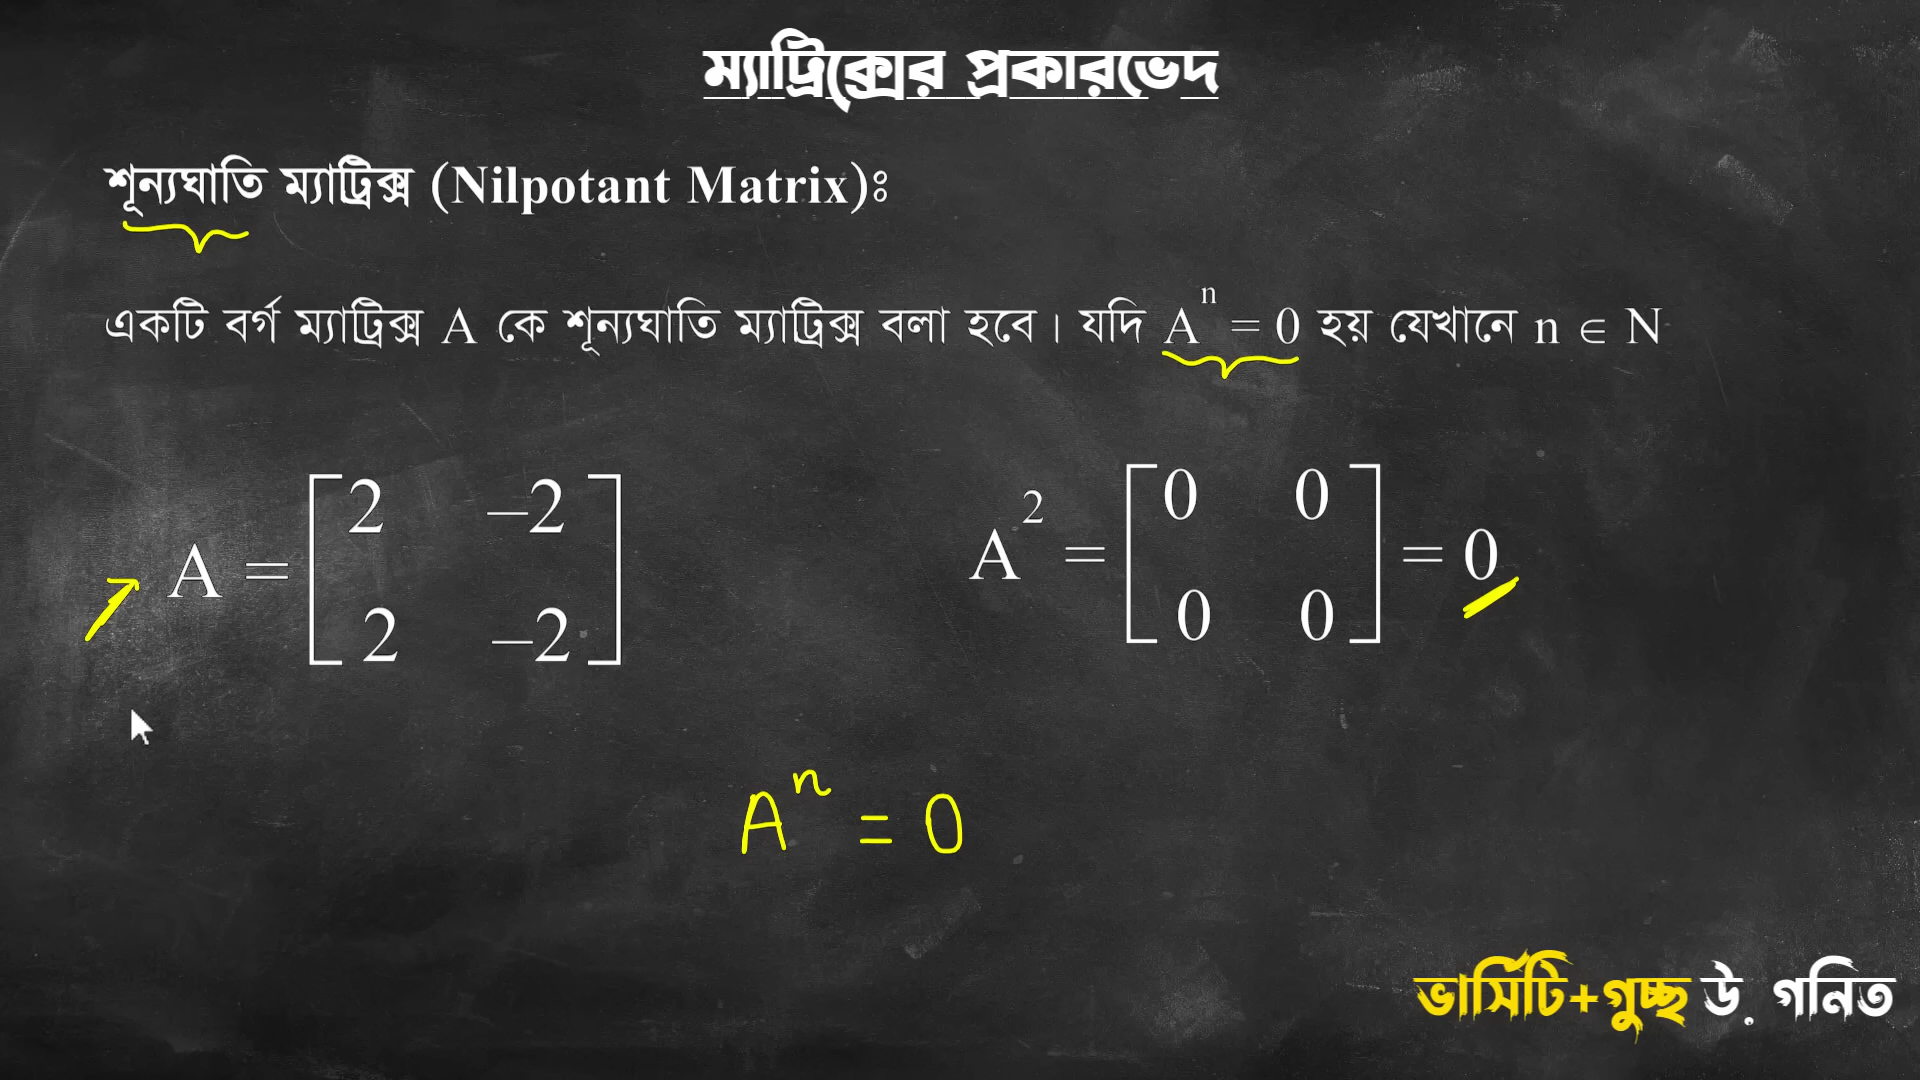 ম্যাট্রিক্সের প্রকারভেদ
শূন্যঘাতি ম্যাট্রিক্স (Nilpotant Matrix)ঃ
একটি বর্গ ম্যাট্রিক্স A কে শূন্যঘাতি ম্যাট্রিক্স বলা হবে। যদি Aⁿ = 0 হয় যেখানে n ∈ N
A = [2 –2
2 –2]
A² = [0 0
0 0] = 0
Aⁿ = 0
ভার্সিটি+গুচ্ছ উ. গনিত